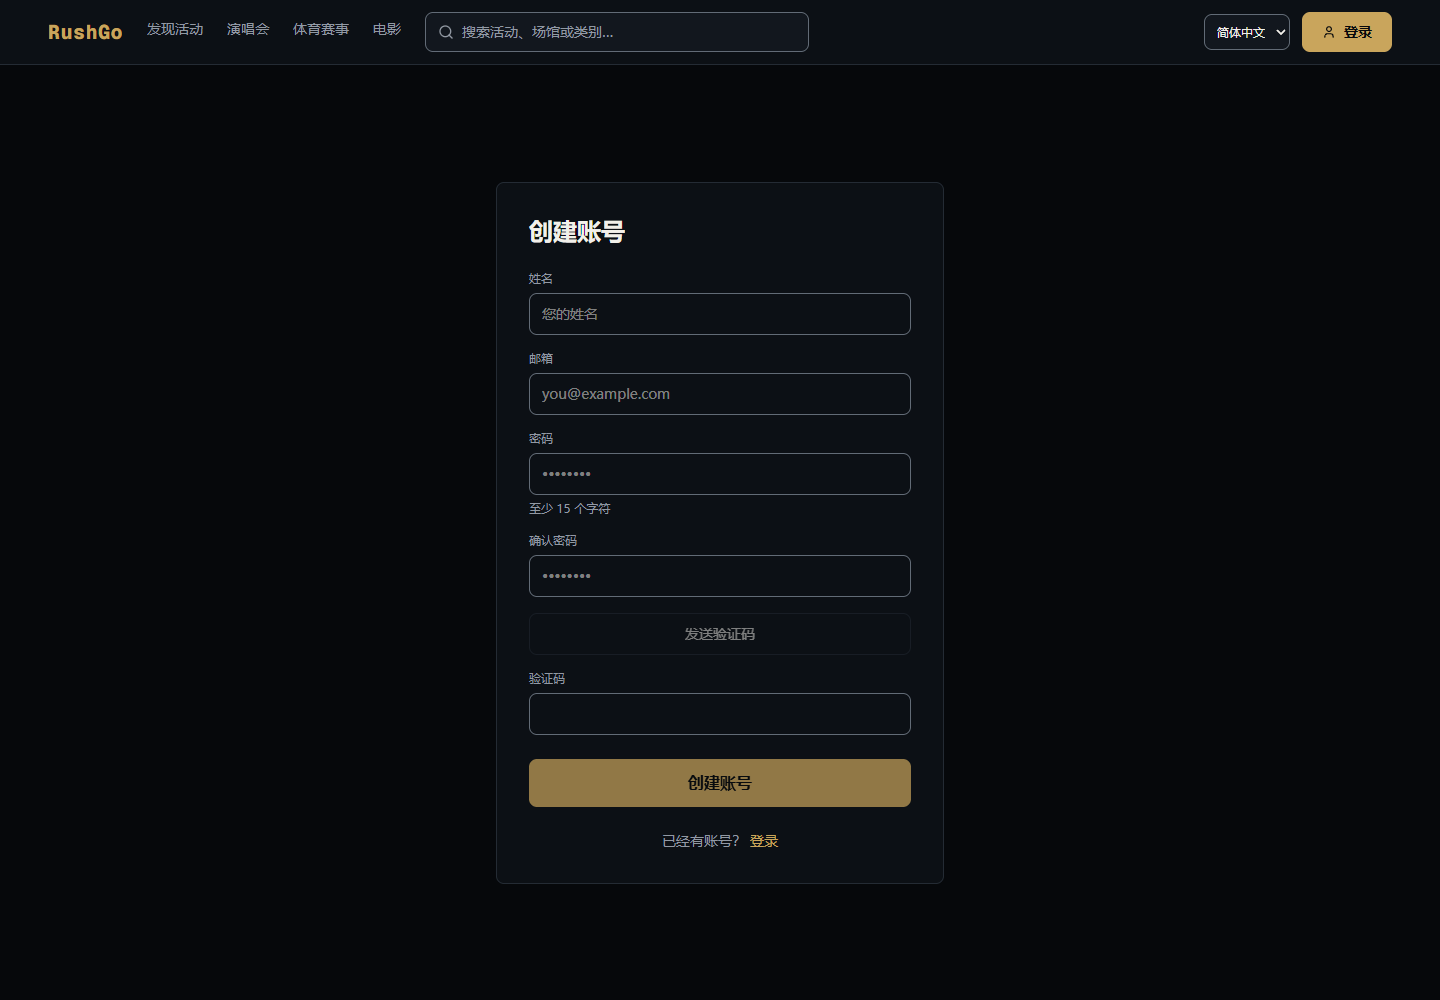 RushGo 发现活动 演唱会 体育赛事 电影 搜索活动、场馆或类别... 简体中文 登录
创建账号
姓名
您的姓名
邮箱
you@example.com
密码
••••••••
至少 15 个字符
确认密码
••••••••
发送验证码
验证码
创建账号
已经有账号? 登录